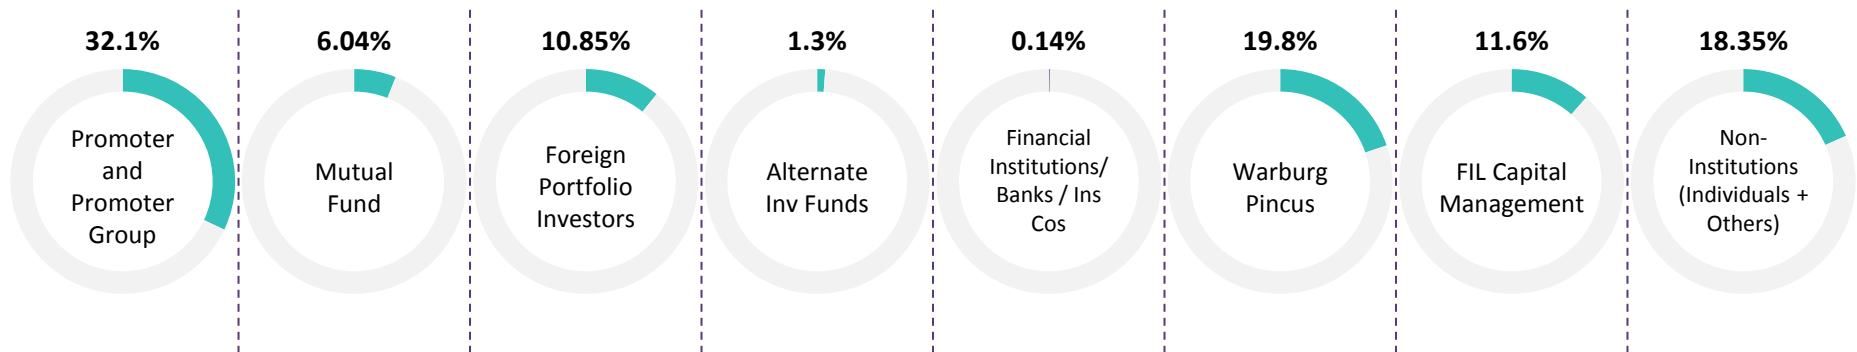 32.1%
Promoter
and
Promoter
Group
6.04%
Mutual
Fund
10.85%
Foreign
Portfolio
Investors
1.3%
Alternate
Inv Funds
0.14%
Financial
Institutions/
Banks / Ins
Cos
19.8%
Warburg
Pincus
11.6%
FIL Capital
Management
18.35%
Non-
Institutions
(Individuals +
Others)